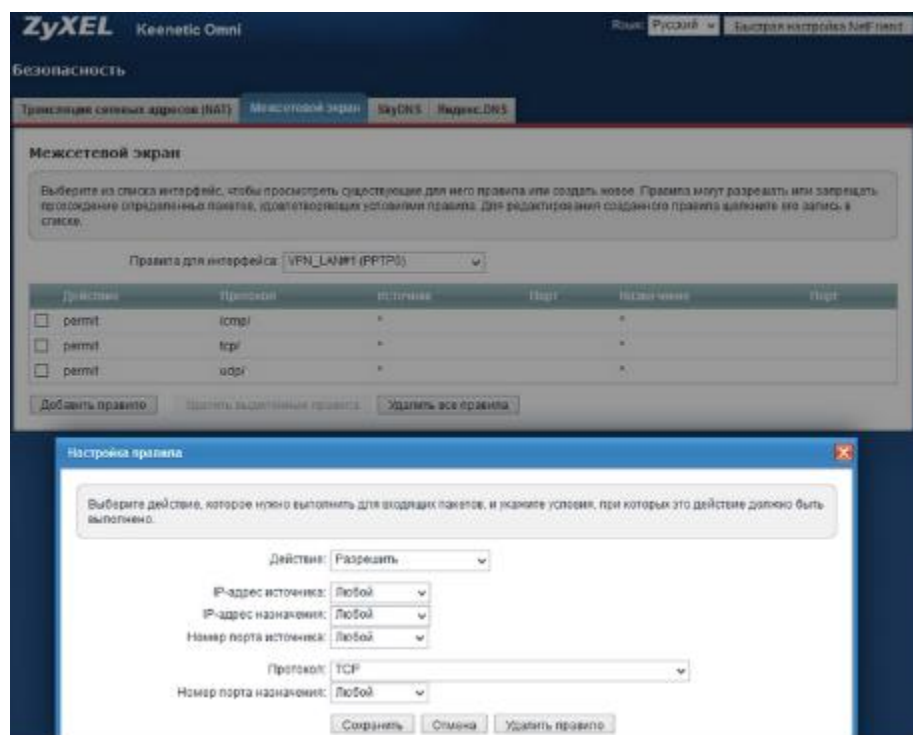 ZyXEL Keenetic Omni
Язык: Русский Быстрая настройка NetFriend
Безопасность
Трансляция сетевых адресов (NAT) Межсетевой экран SkyDNS Яндекс.DNS
Межсетевой экран
Выберите из списка интерфейс, чтобы просмотреть существующие для него правила или создать новое. Правила могут разрешать или запрещать
прохождение определенных пакетов, удовлетворяющих условиями правила. Для редактирования созданного правила щелкните его запись в
списке.
Правила для интерфейса: VPN_LAN#1 (PPTP0)
Действие Протокол Источник Порт Назначение Порт
permit icmp/ * *
permit tcp/ * *
permit udp/ * *
Добавить правило Удалить выделенные правила Удалить все правила
Настройка правила
Выберите действие, которое нужно выполнить для входящих пакетов, и укажите условия, при которых это действие должно быть
выполнено.
Действие: Разрешить
IP-адрес источника: Любой
IP-адрес назначения: Любой
Номер порта источника: Любой
Протокол: TCP
Номер порта назначения: Любой
Сохранить Отмена Удалить правило